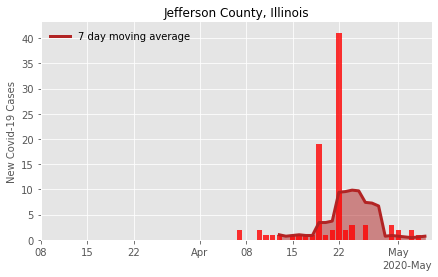 Jefferson County, Illinois
7 day moving average
New Covid-19 Cases
40
35
30
25
20
15
10
5
0
08 15 22 Apr 08 15 22 May
2020-May